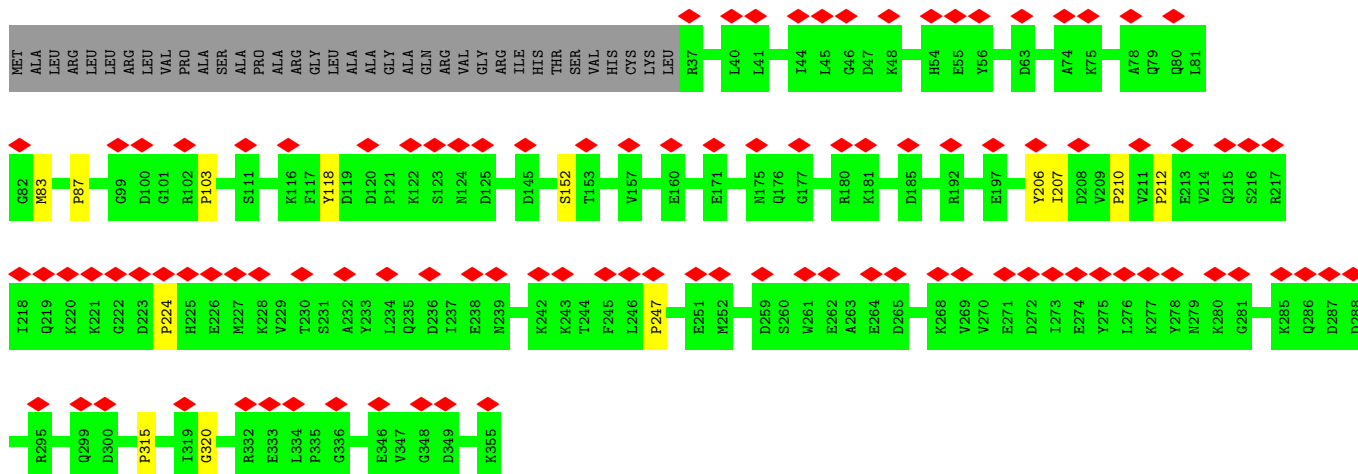 MET ALA LEU ARG LEU LEU ARG LEU VAL PRO ALA SER ALA PRO ALA ARG GLY LEU ALA ALA GLY ALA GLN ARG VAL GLY ARG ILE HIS THR SER VAL HIS CYS LYS LEU R37 L40 L41 I44 L45 G46 D47 K48 H54 E55 Y56 D63 A74 K75 A78 Q79 Q80 L81
G82 M83 P87 G99 D100 G101 R102 P103 S111 K116 F117 Y118 D119 D120 P121 K122 S123 N124 D125 D145 S152 T153 V157 E160 E171 N175 Q176 G177 R180 K181 D185 R192 E197 Y206 I207 D208 V209 P210 V211 P212 E213 V214 Q215 S216 R217
I218 Q219 K220 K221 G222 D223 P224 H225 E226 M227 K228 V229 T230 S231 A232 Y233 L234 Q235 D236 I237 E238 N239 K242 K243 T244 F245 L246 P247 E251 M252 D259 S260 W261 E262 A263 E264 D265 K268 V269 V270 E271 D272 I273 E274 Y275 L276 K277 Y278 N279 K280 G281 K285 Q286 D287 D288
R295 Q299 D300 P315 I319 G320 R332 E333 L334 P335 G336 E346 V347 G348 D349 K355